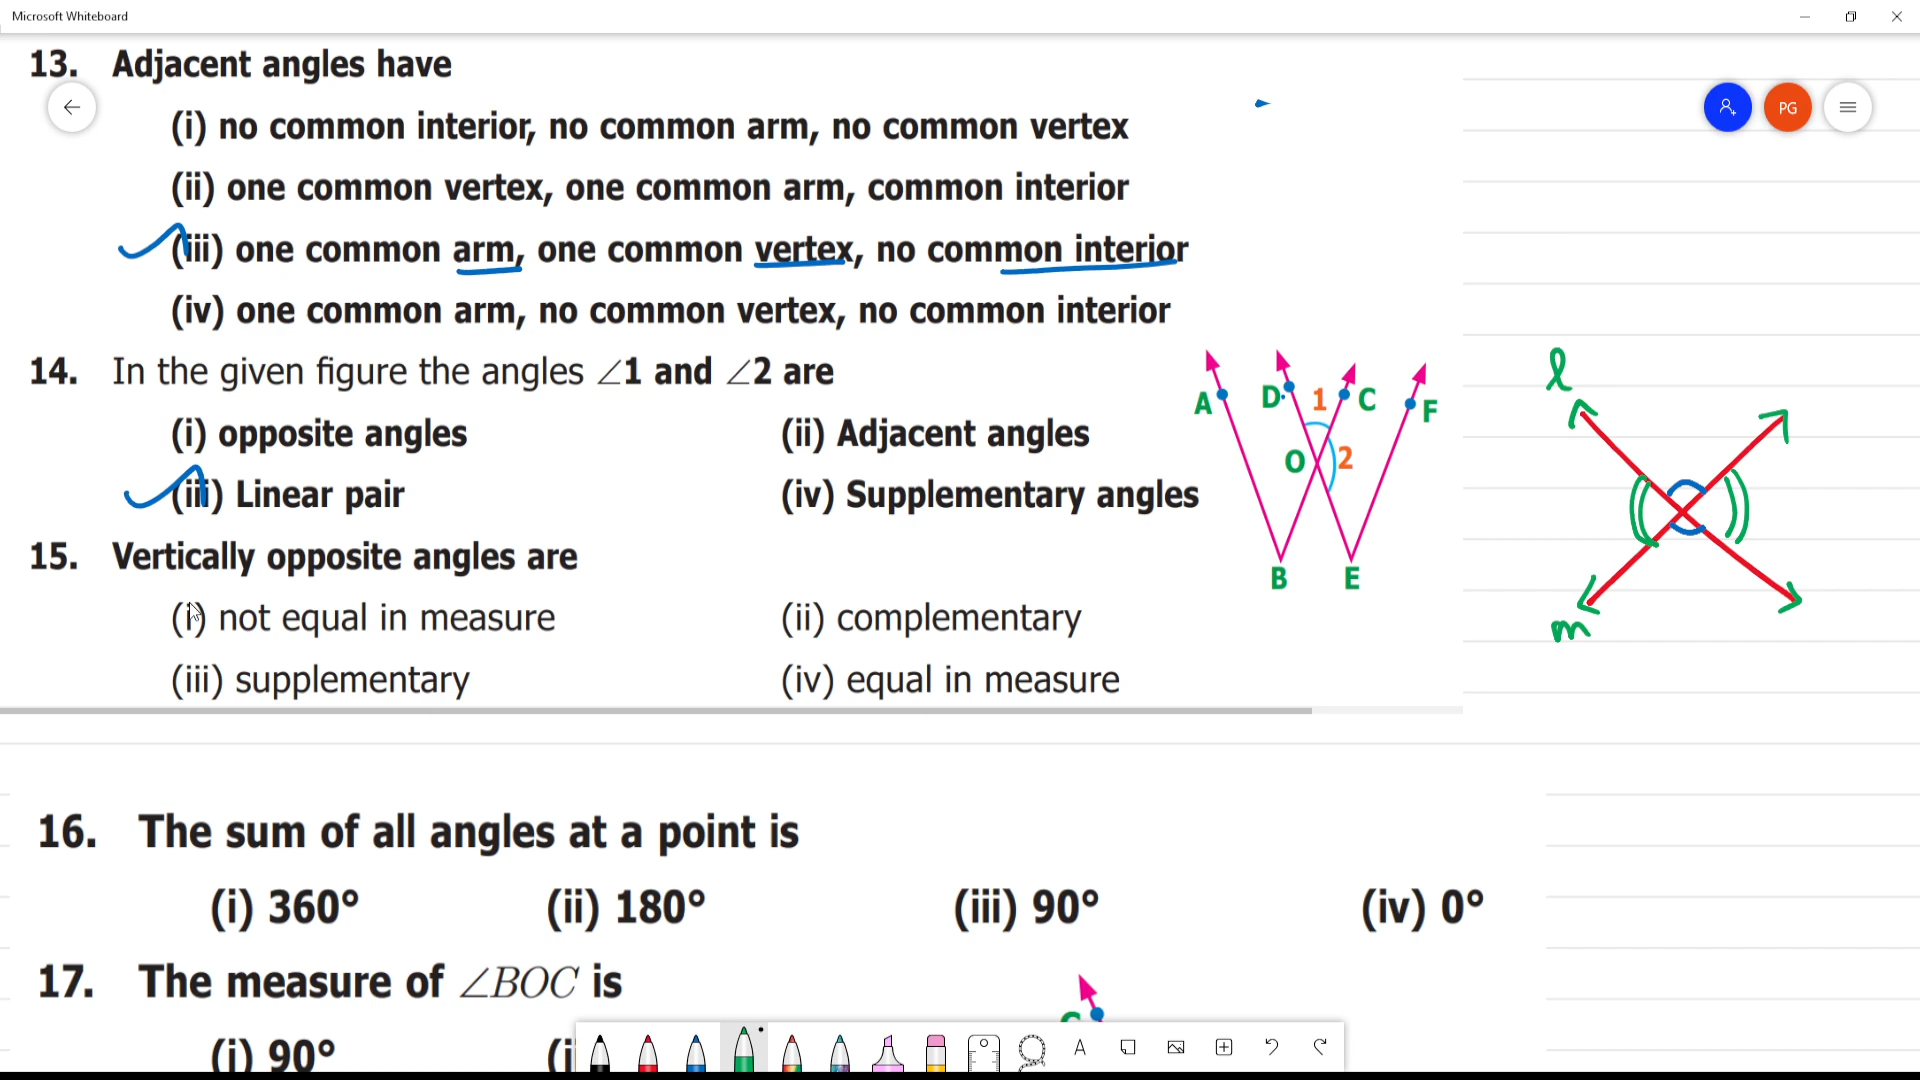 Microsoft Whiteboard
13. Adjacent angles have
(i) no common interior, no common arm, no common vertex
PG
(ii) one common vertex, one common arm, common interior
(iii) one common arm, one common vertex, no common interior
(iv) one common arm, no common vertex, no common interior
14. In the given figure the angles ∠1 and ∠2 are
(i) opposite angles (ii) Adjacent angles
(iii) Linear pair (iv) Supplementary angles
A D 1 C F
O 2
B E
l
m
15. Vertically opposite angles are
(i) not equal in measure (ii) complementary
(iii) supplementary (iv) equal in measure
16. The sum of all angles at a point is
(i) 360° (ii) 180° (iii) 90° (iv) 0°
17. The measure of ∠BOC is
(i) 90°
A